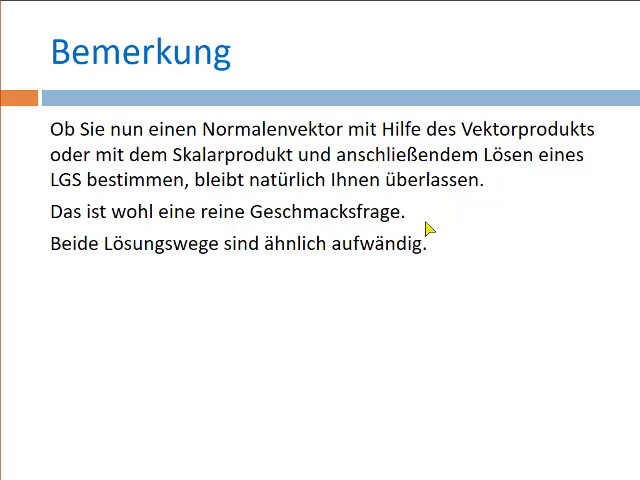 Bemerkung
Ob Sie nun einen Normalenvektor mit Hilfe des Vektorprodukts
oder mit dem Skalarprodukt und anschließendem Lösen eines
LGS bestimmen, bleibt natürlich Ihnen überlassen.
Das ist wohl eine reine Geschmacksfrage.
Beide Lösungswege sind ähnlich aufwändig.